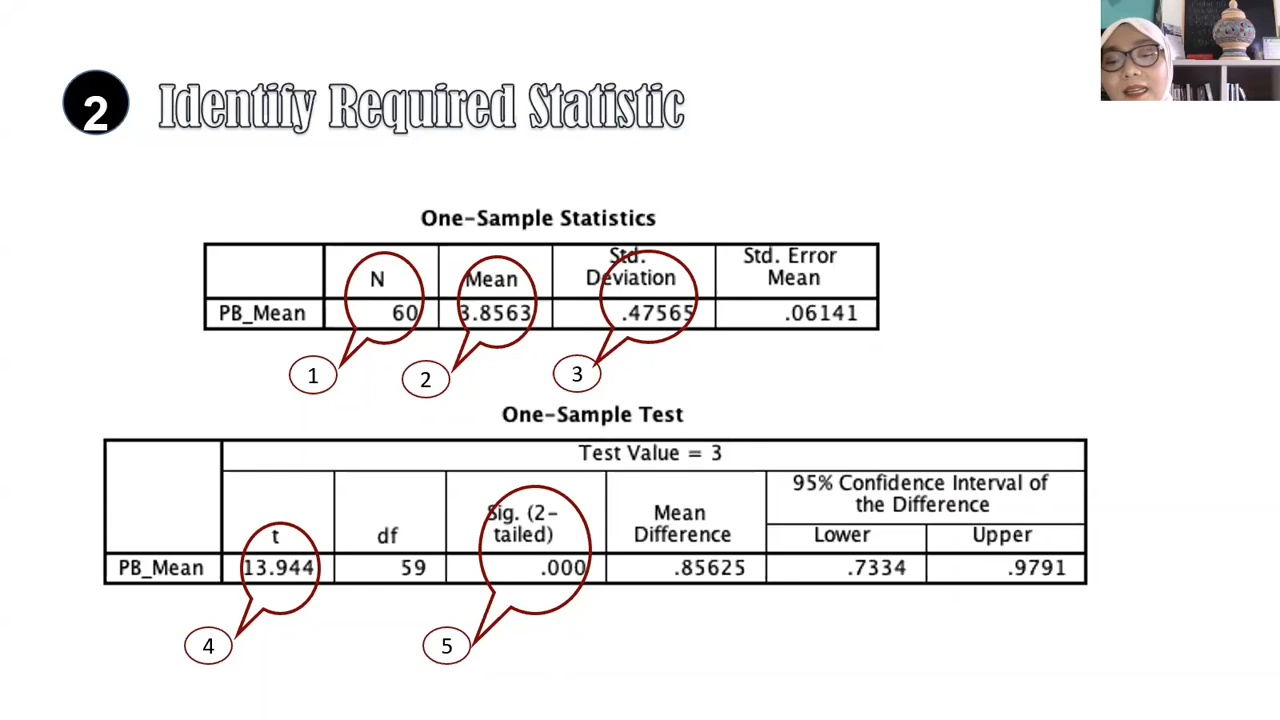 2 Identify Required Statistic
One-Sample Statistics
N Mean Std. Deviation Std. Error Mean
PB_Mean 60 3.8563 .47565 .06141
1 2 3
One-Sample Test
Test Value = 3
t df Sig. (2-tailed) Mean Difference 95% Confidence Interval of the Difference
Lower Upper
PB_Mean 13.944 59 .000 .85625 .7334 .9791
4 5